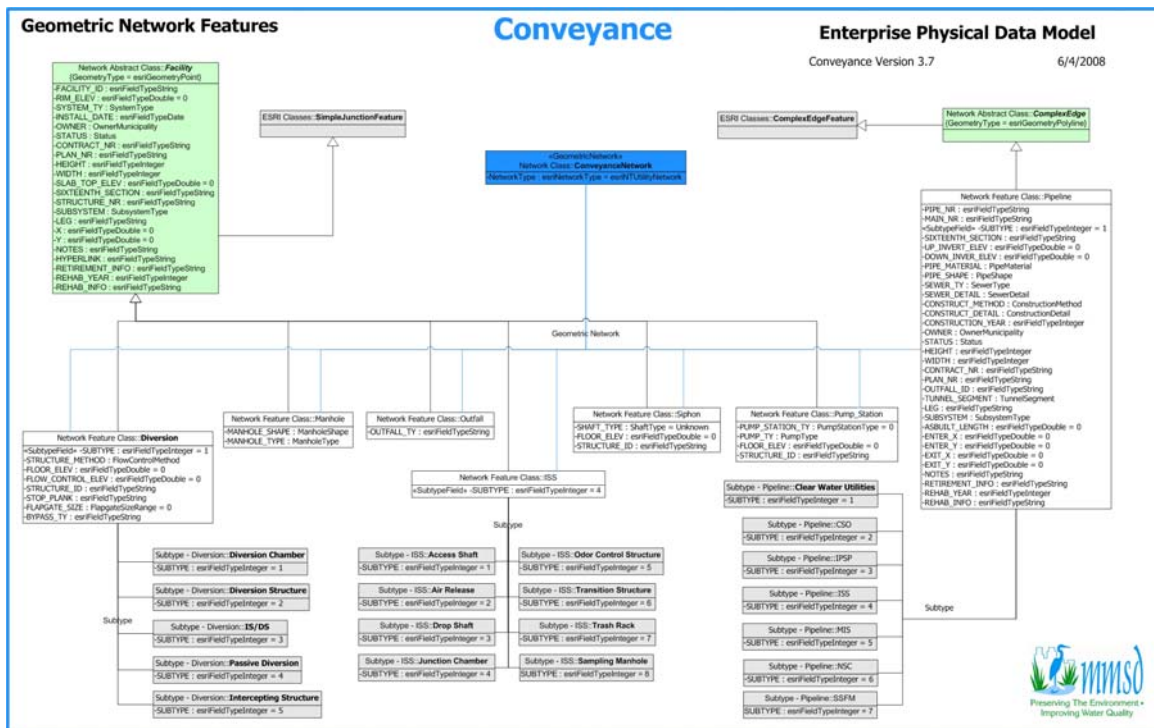 Geometric Network Features
Conveyance
Enterprise Physical Data Model
Conveyance Version 3.7
6/4/2008
Network Abstract Class::Facility
{GeometryType = esriGeometryPoint}
-FACILITY_ID : esriFieldTypeString
-RIM_ELEV : esriFieldTypeDouble = 0
-SYSTEM_TY : SystemType
-INSTALL_DATE : esriFieldTypeDate
-OWNER : OwnerMunicipality
-STATUS : Status
-CONTRACT_NR : esriFieldTypeString
-PLAN_NR : esriFieldTypeString
-HEIGHT : esriFieldTypeInteger
-WIDTH : esriFieldTypeInteger
-SLAB_TOP_ELEV : esriFieldTypeDouble = 0
-SIXTEENTH_SECTION : esriFieldTypeString
-STRUCTURE_NR : esriFieldTypeString
-SUBSYSTEM : SubsystemType
-LEG : esriFieldTypeString
-X : esriFieldTypeDouble = 0
-Y : esriFieldTypeDouble = 0
-NOTES : esriFieldTypeString
-HYPERLINK : esriFieldTypeString
-RETIREMENT_INFO : esriFieldTypeString
-REHAB_YEAR : esriFieldTypeInteger
-REHAB_INFO : esriFieldTypeString
ESRI Classes::SimpleJunctionFeature
«GeometricNetwork»
Network Class::ConveyanceNetwork
-NetworkType : esriNetworkType = esriNTUtilityNetwork
ESRI Classes::ComplexEdgeFeature
Network Abstract Class::ComplexEdge
{GeometryType = esriGeometryPolyline}
Network Feature Class::Pipeline
-PIPE_NR : esriFieldTypeString
-MAIN_NR : esriFieldTypeString
«SubtypeField» -SUBTYPE : esriFieldTypeInteger = 1
-SIXTEENTH_SECTION : esriFieldTypeString
-UP_INVERT_ELEV : esriFieldTypeDouble = 0
-DOWN_INVER_ELEV : esriFieldTypeDouble = 0
-PIPE_MATERIAL : PipeMaterial
-PIPE_SHAPE : PipeShape
-SEWER_TY : SewerType
-SEWER_DETAIL : SewerDetail
-CONSTRUCT_METHOD : ConstructionMethod
-CONSTRUCT_DETAIL : ConstructionDetail
-CONSTRUCTION_YEAR : esriFieldTypeInteger
-OWNER : OwnerMunicipality
-STATUS : Status
-HEIGHT : esriFieldTypeInteger
-WIDTH : esriFieldTypeInteger
-CONTRACT_NR : esriFieldTypeString
-PLAN_NR : esriFieldTypeString
-OUTFALL_ID : esriFieldTypeString
-TUNNEL_SEGMENT : TunnelSegment
-LEG : esriFieldTypeString
-SUBSYSTEM : SubsystemType
-ASBUILT_LENGTH : esriFieldTypeDouble = 0
-ENTER_X : esriFieldTypeDouble = 0
-ENTER_Y : esriFieldTypeDouble = 0
-EXIT_X : esriFieldTypeDouble = 0
-EXIT_Y : esriFieldTypeDouble = 0
-NOTES : esriFieldTypeString
-RETIREMENT_INFO : esriFieldTypeString
-REHAB_YEAR : esriFieldTypeInteger
-REHAB_INFO : esriFieldTypeString
Geometric Network
Network Feature Class::Diversion
«SubtypeField» -SUBTYPE : esriFieldTypeInteger = 1
-STRUCTURE_METHOD : FlowControlMethod
-FLOOR_ELEV : esriFieldTypeDouble = 0
-FLOW_CONTROL_ELEV : esriFieldTypeDouble = 0
-STRUCTURE_ID : esriFieldTypeString
-STOP_PLANK : esriFieldTypeString
-FLAPGATE_SIZE : FlapgateSizeRange = 0
-BYPASS_TY : esriFieldTypeString
Network Feature Class::Manhole
-MANHOLE_SHAPE : ManholeShape
-MANHOLE_TYPE : ManholeType
Network Feature Class::Outfall
-OUTFALL_TY : esriFieldTypeString
Network Feature Class::ISS
«SubtypeField» -SUBTYPE : esriFieldTypeInteger = 4
Network Feature Class::Siphon
-SHAFT_TYPE : ShaftType = Unknown
-FLOOR_ELEV : esriFieldTypeDouble = 0
-STRUCTURE_ID : esriFieldTypeString
Network Feature Class::Pump_Station
-PUMP_STATION_TY : PumpStationType = 0
-PUMP_TY : PumpType
-FLOOR_ELEV : esriFieldTypeDouble = 0
-STRUCTURE_ID : esriFieldTypeString
Subtype
Subtype - Diversion::Diversion Chamber
-SUBTYPE : esriFieldTypeInteger = 1
Subtype - Diversion::Diversion Structure
-SUBTYPE : esriFieldTypeInteger = 2
Subtype - Diversion::IS/DS
-SUBTYPE : esriFieldTypeInteger = 3
Subtype - Diversion::Passive Diversion
-SUBTYPE : esriFieldTypeInteger = 4
Subtype - Diversion::Intercepting Structure
-SUBTYPE : esriFieldTypeInteger = 5
Subtype
Subtype - ISS::Access Shaft
-SUBTYPE : esriFieldTypeInteger = 1
Subtype - ISS::Air Release
-SUBTYPE : esriFieldTypeInteger = 2
Subtype - ISS::Drop Shaft
-SUBTYPE : esriFieldTypeInteger = 3
Subtype - ISS::Junction Chamber
-SUBTYPE : esriFieldTypeInteger = 4
Subtype - ISS::Odor Control Structure
-SUBTYPE : esriFieldTypeInteger = 5
Subtype - ISS::Transition Structure
-SUBTYPE : esriFieldTypeInteger = 6
Subtype - ISS::Trash Rack
-SUBTYPE : esriFieldTypeInteger = 7
Subtype - ISS::Sampling Manhole
SUBTYPE : esriFieldTypeInteger = 8
Subtype - Pipeline::Clear Water Utilities
-SUBTYPE : esriFieldTypeInteger = 1
Subtype - Pipeline::CSO
-SUBTYPE : esriFieldTypeInteger = 2
Subtype - Pipeline::IPSP
-SUBTYPE : esriFieldTypeInteger = 3
Subtype - Pipeline::ISS
-SUBTYPE : esriFieldTypeInteger = 4
Subtype - Pipeline::MIS
-SUBTYPE : esriFieldTypeInteger = 5
Subtype - Pipeline::NSC
-SUBTYPE : esriFieldTypeInteger = 6
Subtype - Pipeline::SSFM
SUBTYPE : esriFieldTypeInteger = 7
Subtype
mmsd
Preserving The Environment •
Improving Water Quality